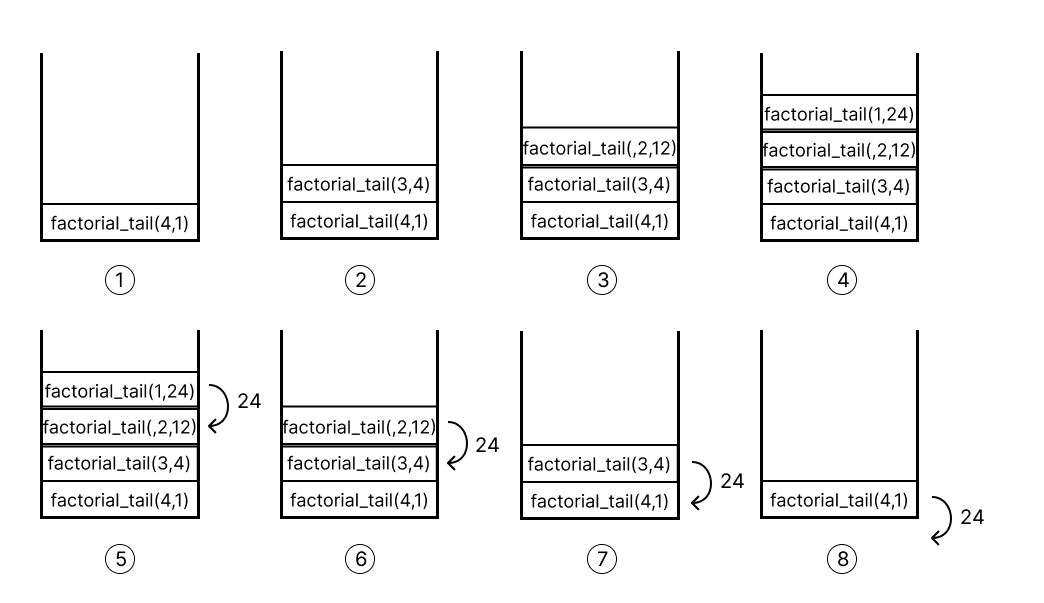 factorial_tail(4,1)
①
factorial_tail(3,4)
factorial_tail(4,1)
②
factorial_tail(,2,12)
factorial_tail(3,4)
factorial_tail(4,1)
③
factorial_tail(1,24)
factorial_tail(,2,12)
factorial_tail(3,4)
factorial_tail(4,1)
④
factorial_tail(1,24)
24
factorial_tail(,2,12)
factorial_tail(3,4)
factorial_tail(4,1)
⑤
factorial_tail(,2,12)
24
factorial_tail(3,4)
factorial_tail(4,1)
⑥
factorial_tail(3,4)
24
factorial_tail(4,1)
⑦
factorial_tail(4,1)
24
⑧